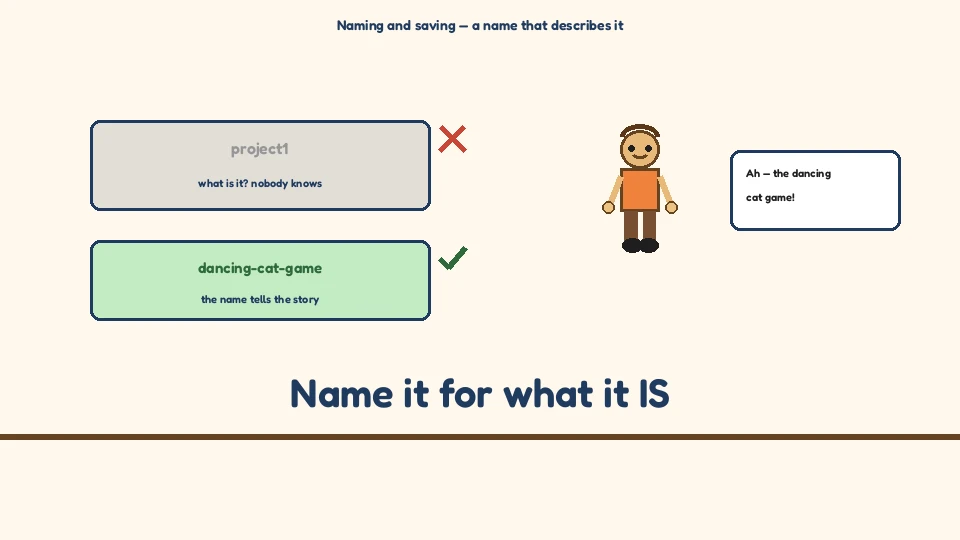 Naming and saving — a name that describes it
project1
what is it? nobody knows
dancing-cat-game
the name tells the story
Ah — the dancing
cat game!
Name it for what it IS